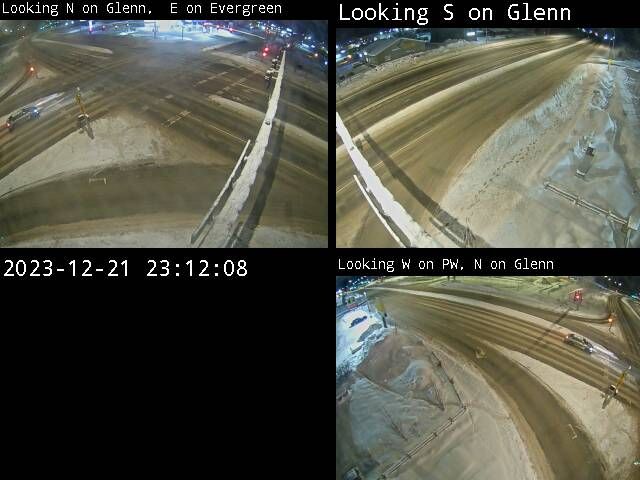 Looking N on Glenn,  E on Evergreen
Looking S on Glenn
2023-12-21 23:12:08
Looking W on PW, N on Glenn